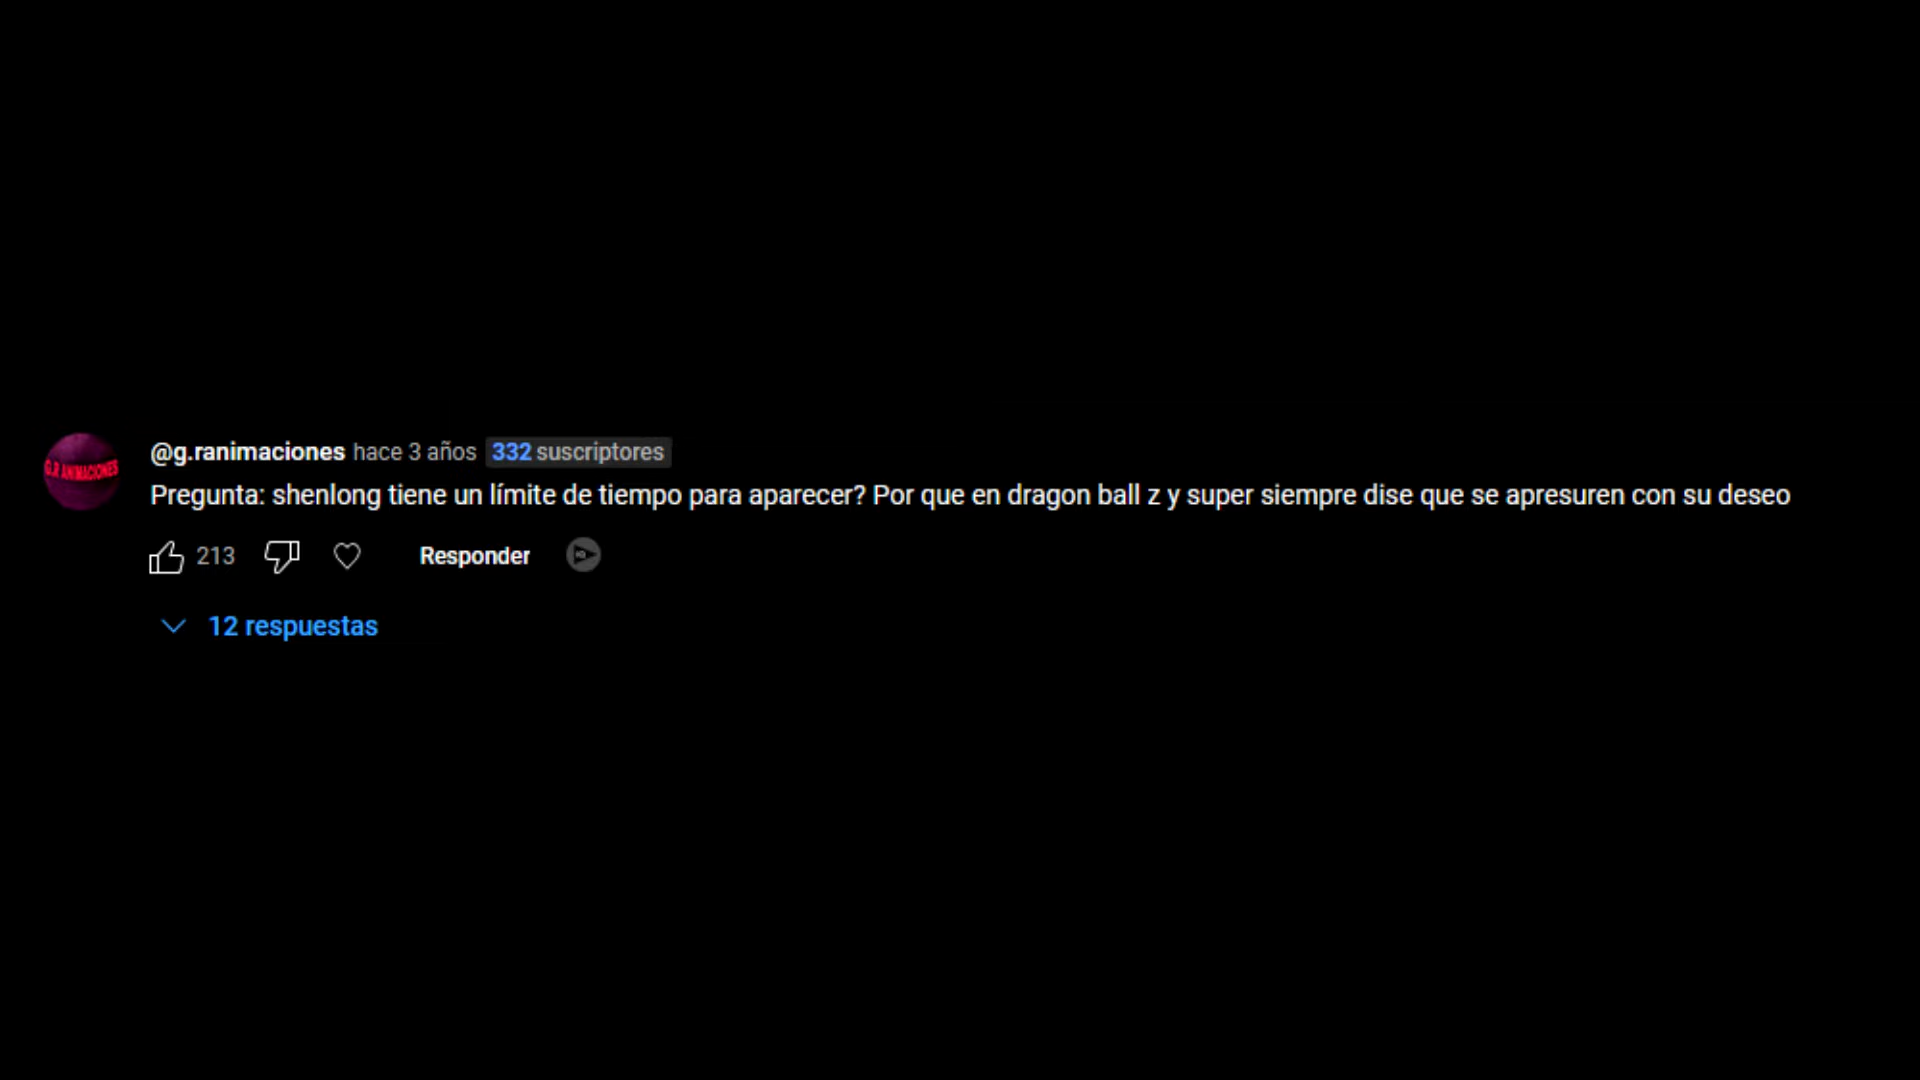 G.R ANIMACIONES
@g.ranimaciones hace 3 años 332 suscriptores
Pregunta: shenlong tiene un límite de tiempo para aparecer? Por que en dragon ball z y super siempre dise que se apresuren con su deseo
213 Responder
12 respuestas